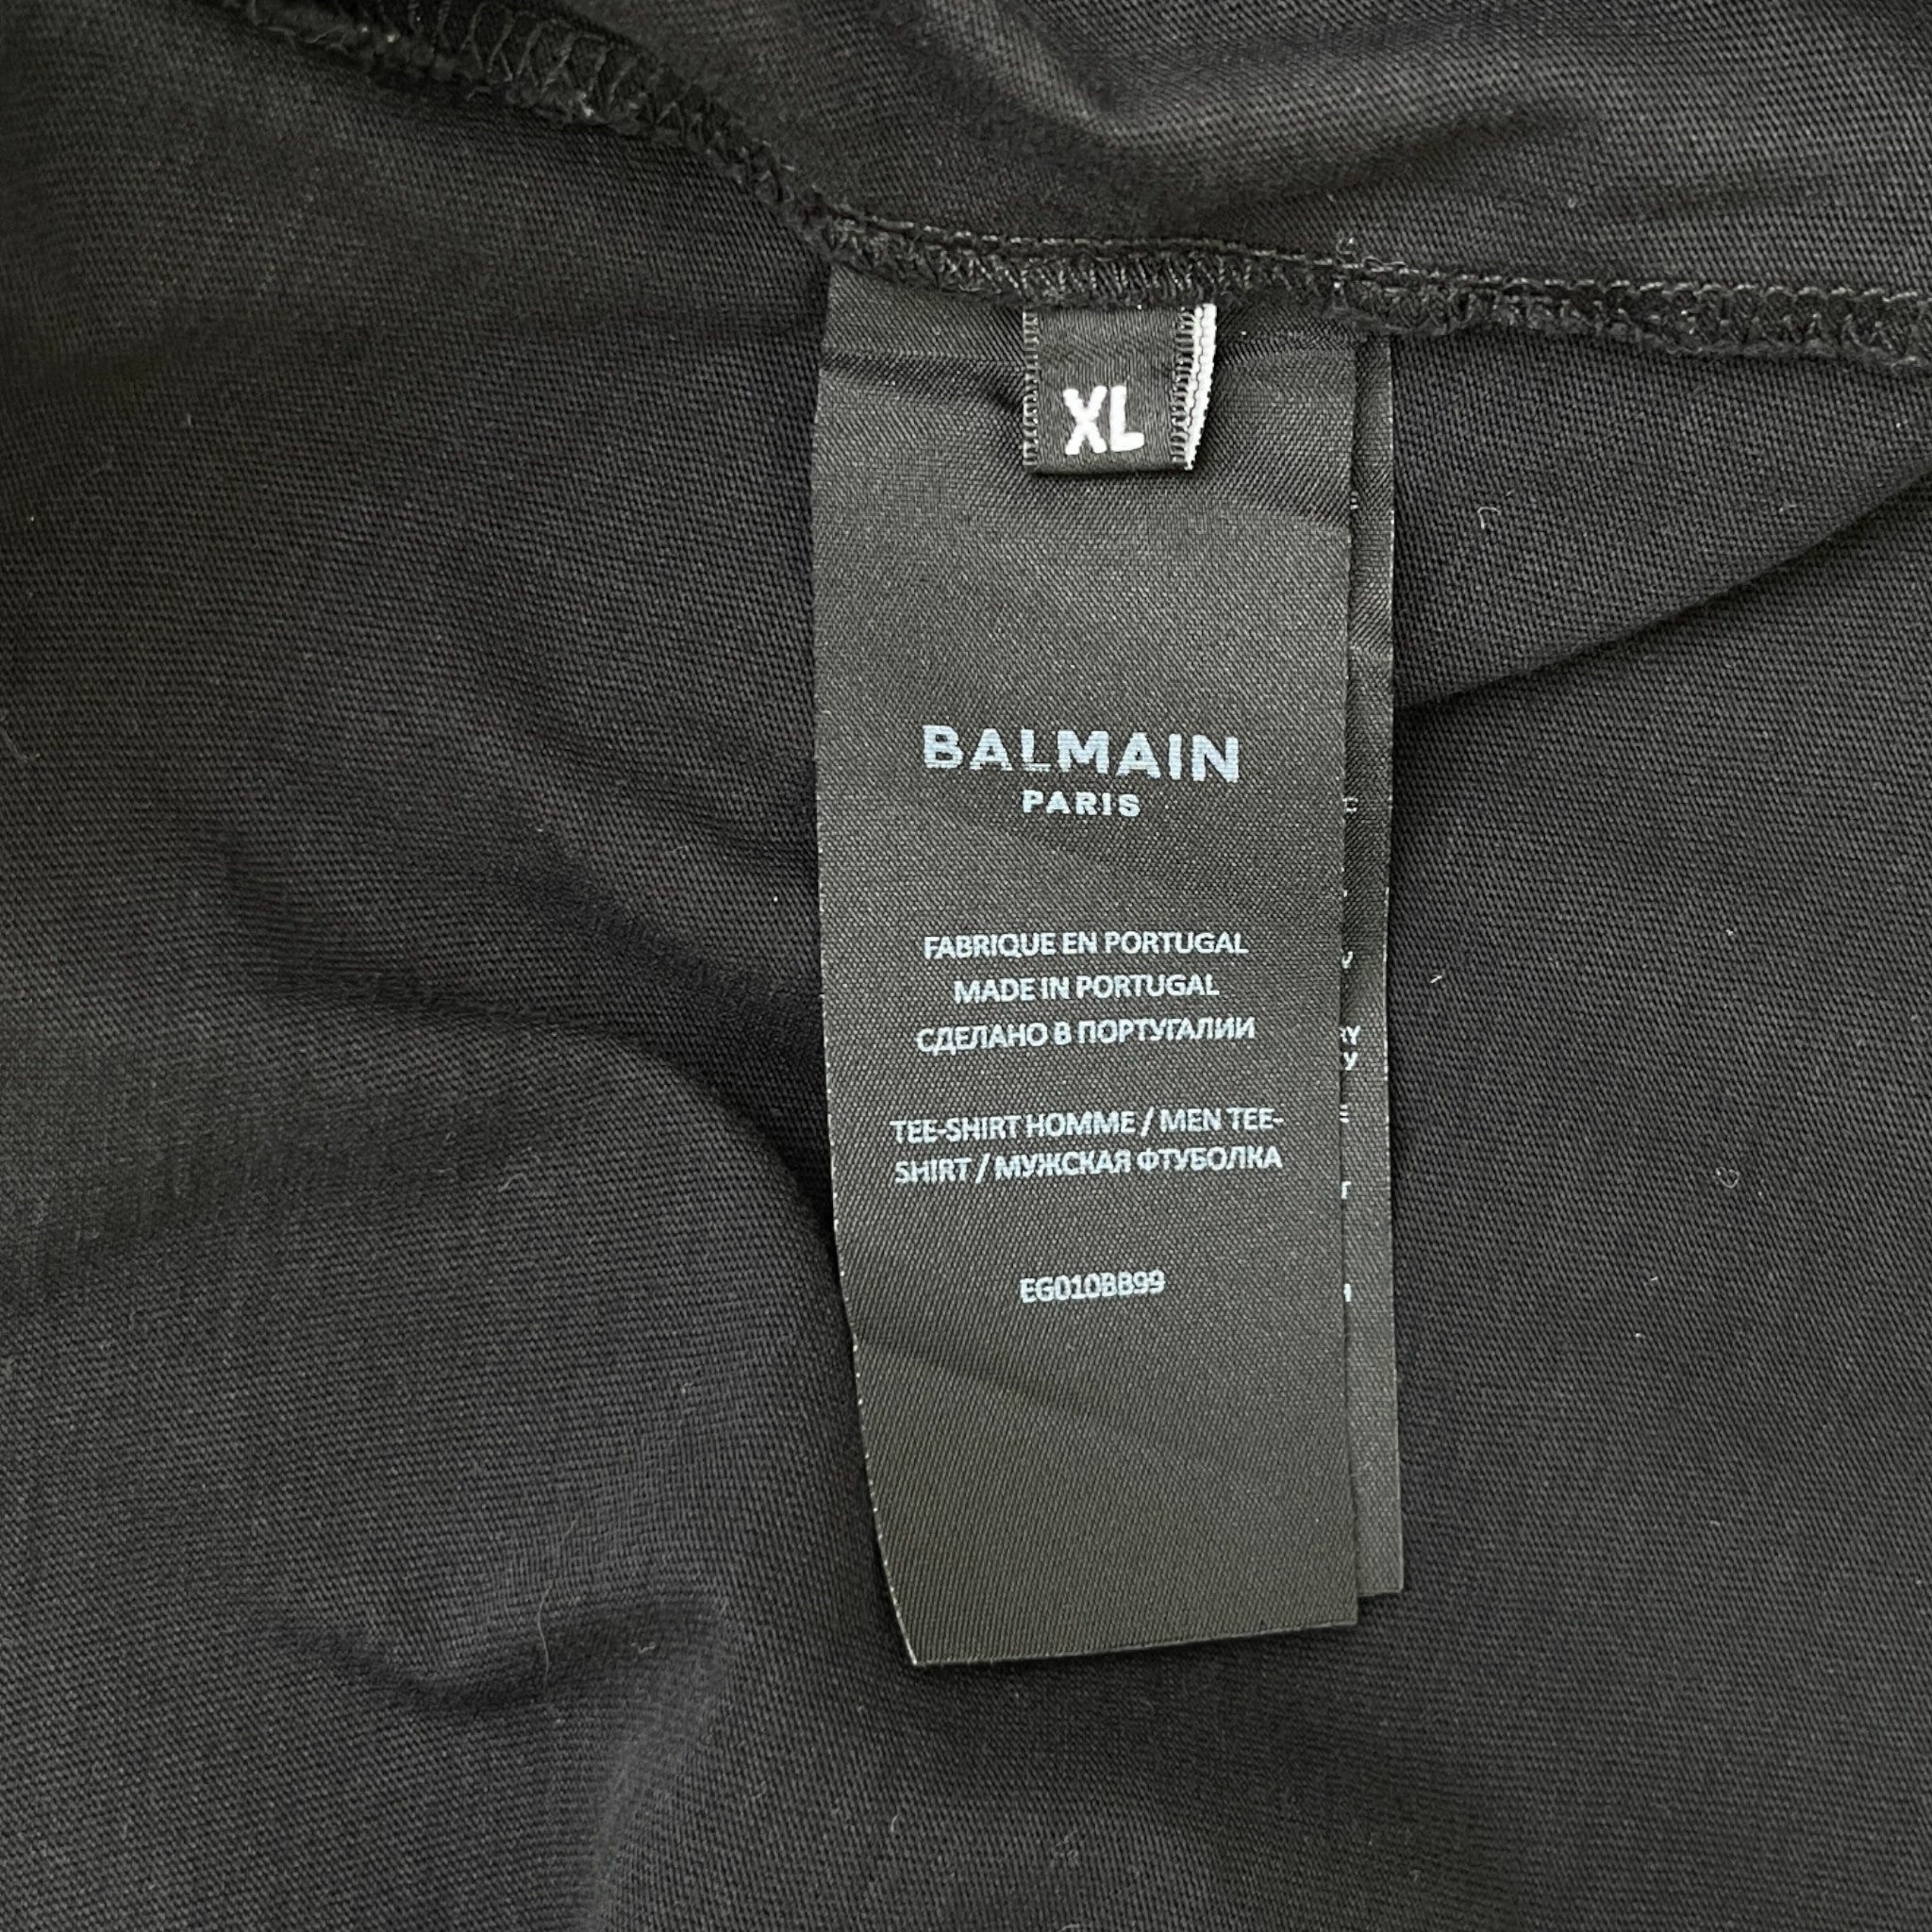 XL
BALMAIN
PARIS
FABRIQUE EN PORTUGAL
MADE IN PORTUGAL
СДЕЛАНО В ПОРТУГАЛИИ
TEE-SHIRT HOMME / MEN TEE-
SHIRT / МУЖСКАЯ ФТУБОЛКА
EG010BB99